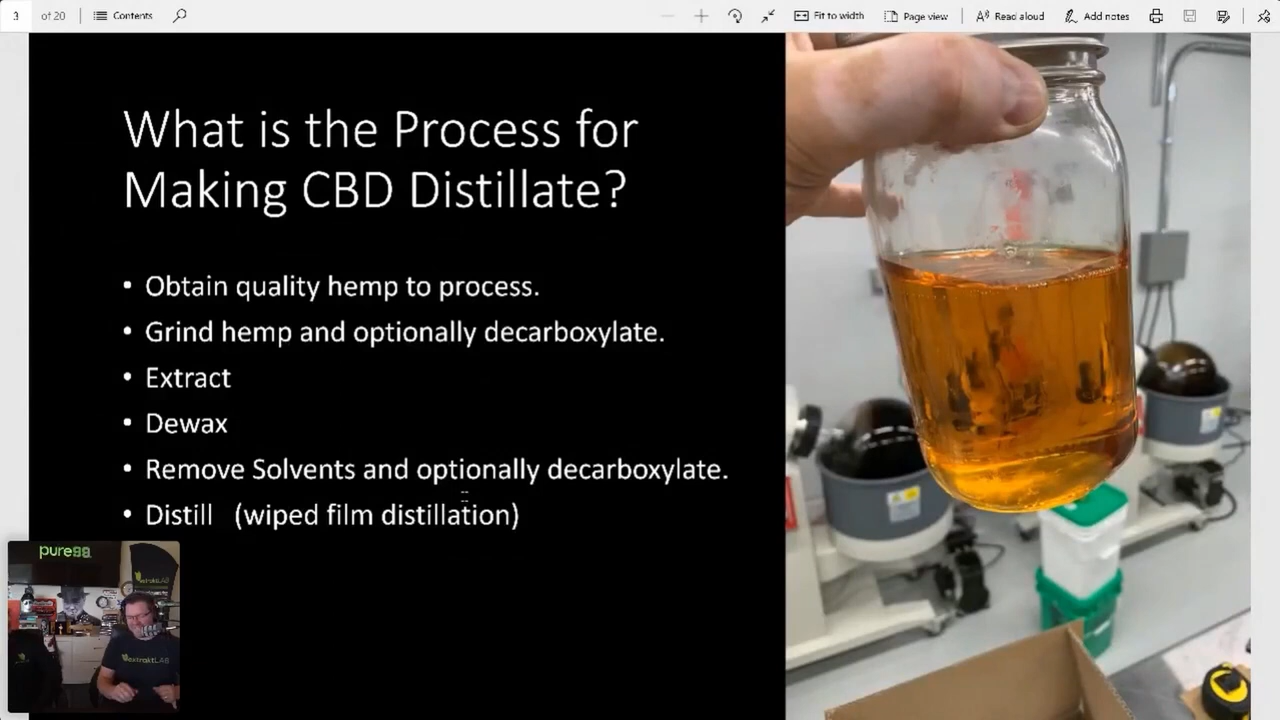 3 of 20 Contents Fit to width Page view Read aloud Add notes
What is the Process for
Making CBD Distillate?
• Obtain quality hemp to process.
• Grind hemp and optionally decarboxylate.
• Extract
• Dewax
• Remove Solvents and optionally decarboxylate.
• Distill (wiped film distillation)
pure99
extraktLAB
extraktLAB